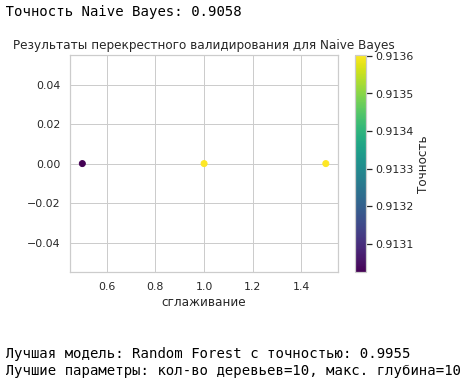 Точность Naive Bayes: 0.9058
Результаты перекрестного валидирования для Naive Bayes
0.04
0.02
0.00
−0.02
−0.04
0.6 0.8 1.0 1.2 1.4
сглаживание
0.9136
0.9135
0.9134
0.9133
0.9132
0.9131
Точность
Лучшая модель: Random Forest с точностью: 0.9955
Лучшие параметры: кол-во деревьев=10, макс. глубина=10